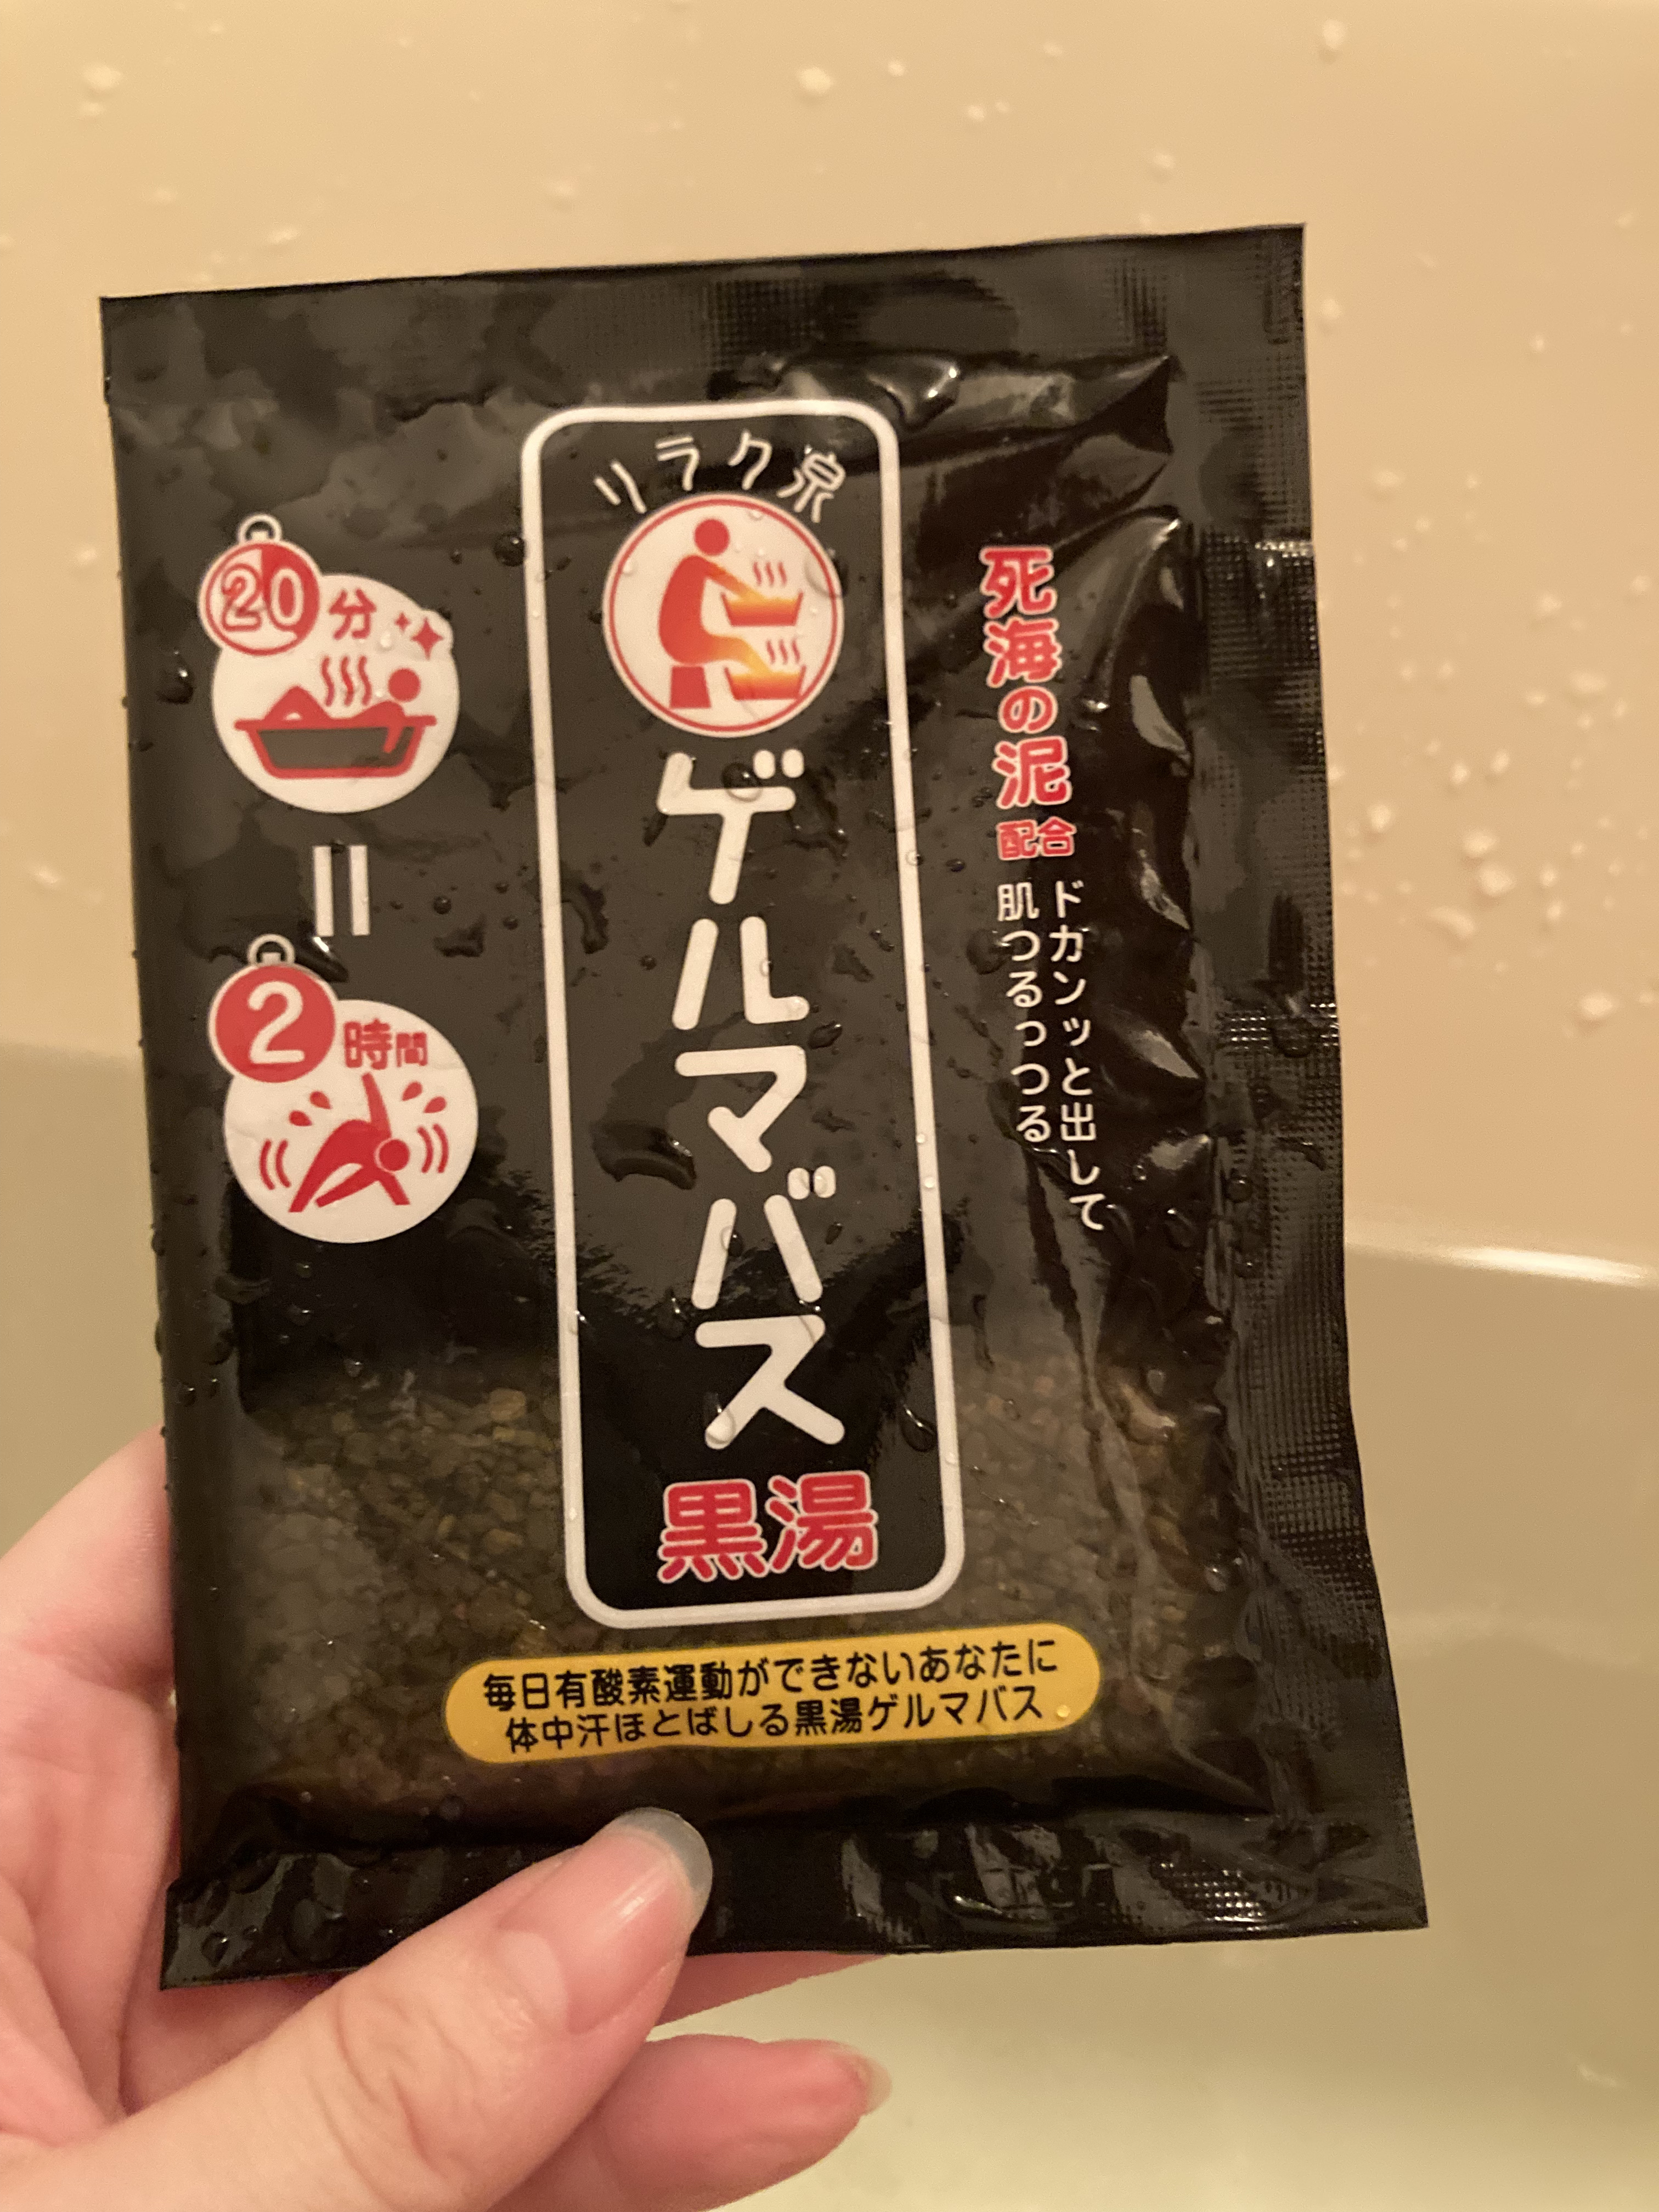 リラク泉
ゲルマバス
黒湯
死海の泥配合
ドカンッと出して
肌つるっつる
20分
=
2時間
毎日有酸素運動ができないあなたに
体中汗ほとばしる黒湯ゲルマバス